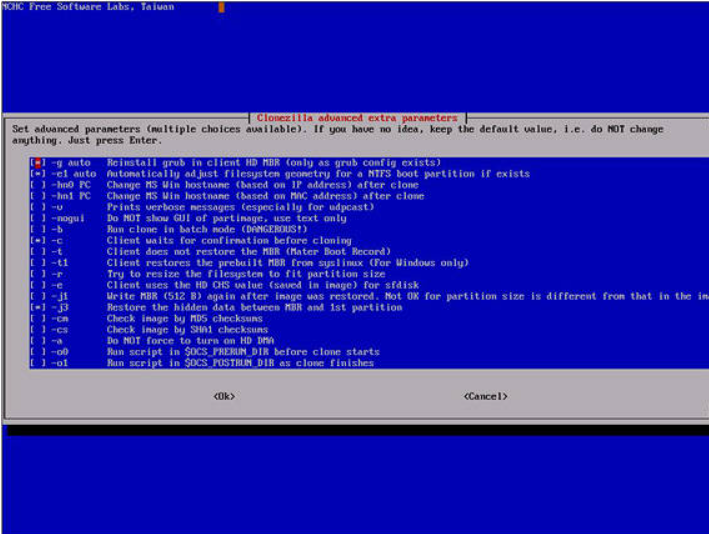 NCHC Free Software Labs, Taiwan
Clonezilla advanced extra parameters
Set advanced parameters (multiple choices available). If you have no idea, keep the default value, i.e. do NOT change
anything. Just press Enter.
[*] -g auto Reinstall grub in client HD MBR (only as grub config exists)
[*] -e1 auto Automatically adjust filesystem geometry for a NTFS boot partition if exists
[ ] -hn0 PC Change MS Win hostname (based on IP address) after clone
[ ] -hn1 PC Change MS Win hostname (based on MAC address) after clone
[ ] -v Prints verbose messages (especially for udpcast)
[ ] -nogui Do NOT show GUI of partimage, use text only
[ ] -b Run clone in batch mode (DANGEROUS!)
[*] -c Client waits for confirmation before cloning
[ ] -t Client does not restore the MBR (Mater Boot Record)
[ ] -t1 Client restores the prebuilt MBR from syslinux (For Windows only)
[ ] -r Try to resize the filesystem to fit partition size
[ ] -e Client uses the HD CHS value (saved in image) for sfdisk
[ ] -j1 Write MBR (512 B) again after image was restored. Not OK for partition size is different from that in the im
[*] -j3 Restore the hidden data between MBR and 1st partition
[ ] -cm Check image by MD5 checksums
[ ] -cs Check image by SHA1 checksums
[ ] -a Do NOT force to turn on HD DMA
[ ] -o0 Run script in $OCS_PRERUN_DIR before clone starts
[ ] -o1 Run script in $OCS_POSTRUN_DIR as clone finishes
<Ok> <Cancel>